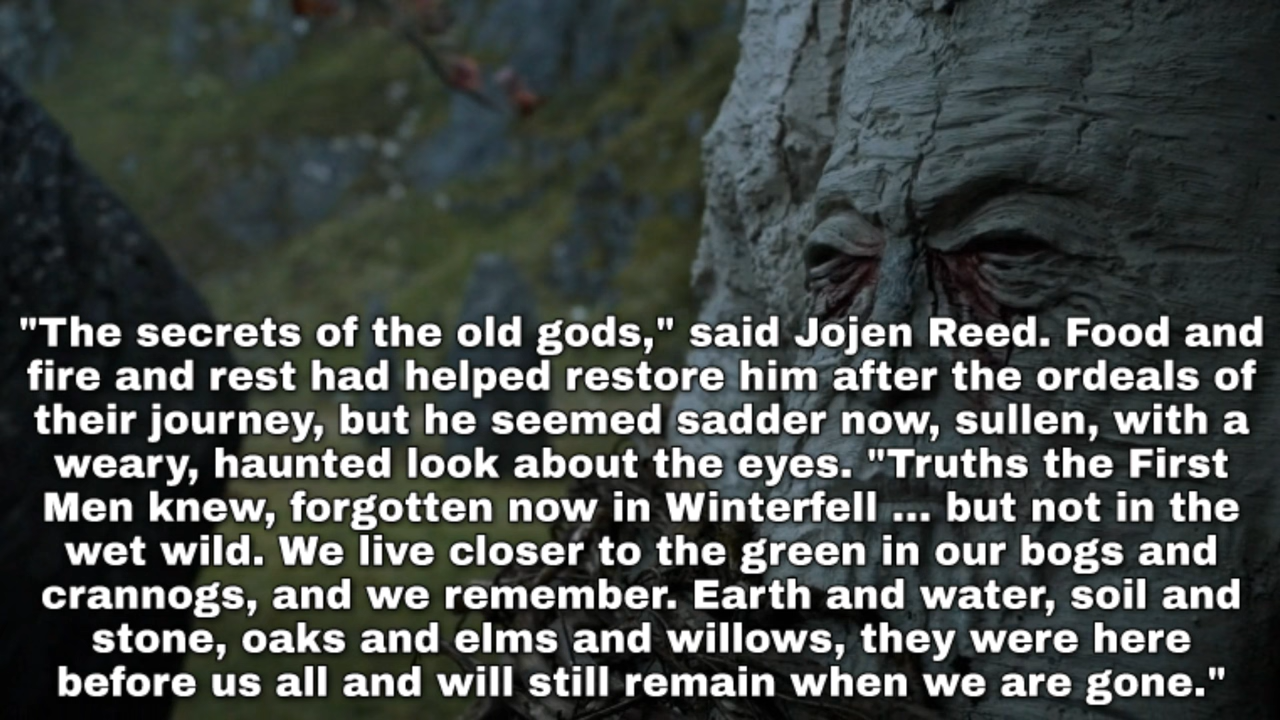 "The secrets of the old gods," said Jojen Reed. Food and
fire and rest had helped restore him after the ordeals of
their journey, but he seemed sadder now, sullen, with a
weary, haunted look about the eyes. "Truths the First
Men knew, forgotten now in Winterfell ... but not in the
wet wild. We live closer to the green in our bogs and
crannogs, and we remember. Earth and water, soil and
stone, oaks and elms and willows, they were here
before us all and will still remain when we are gone."